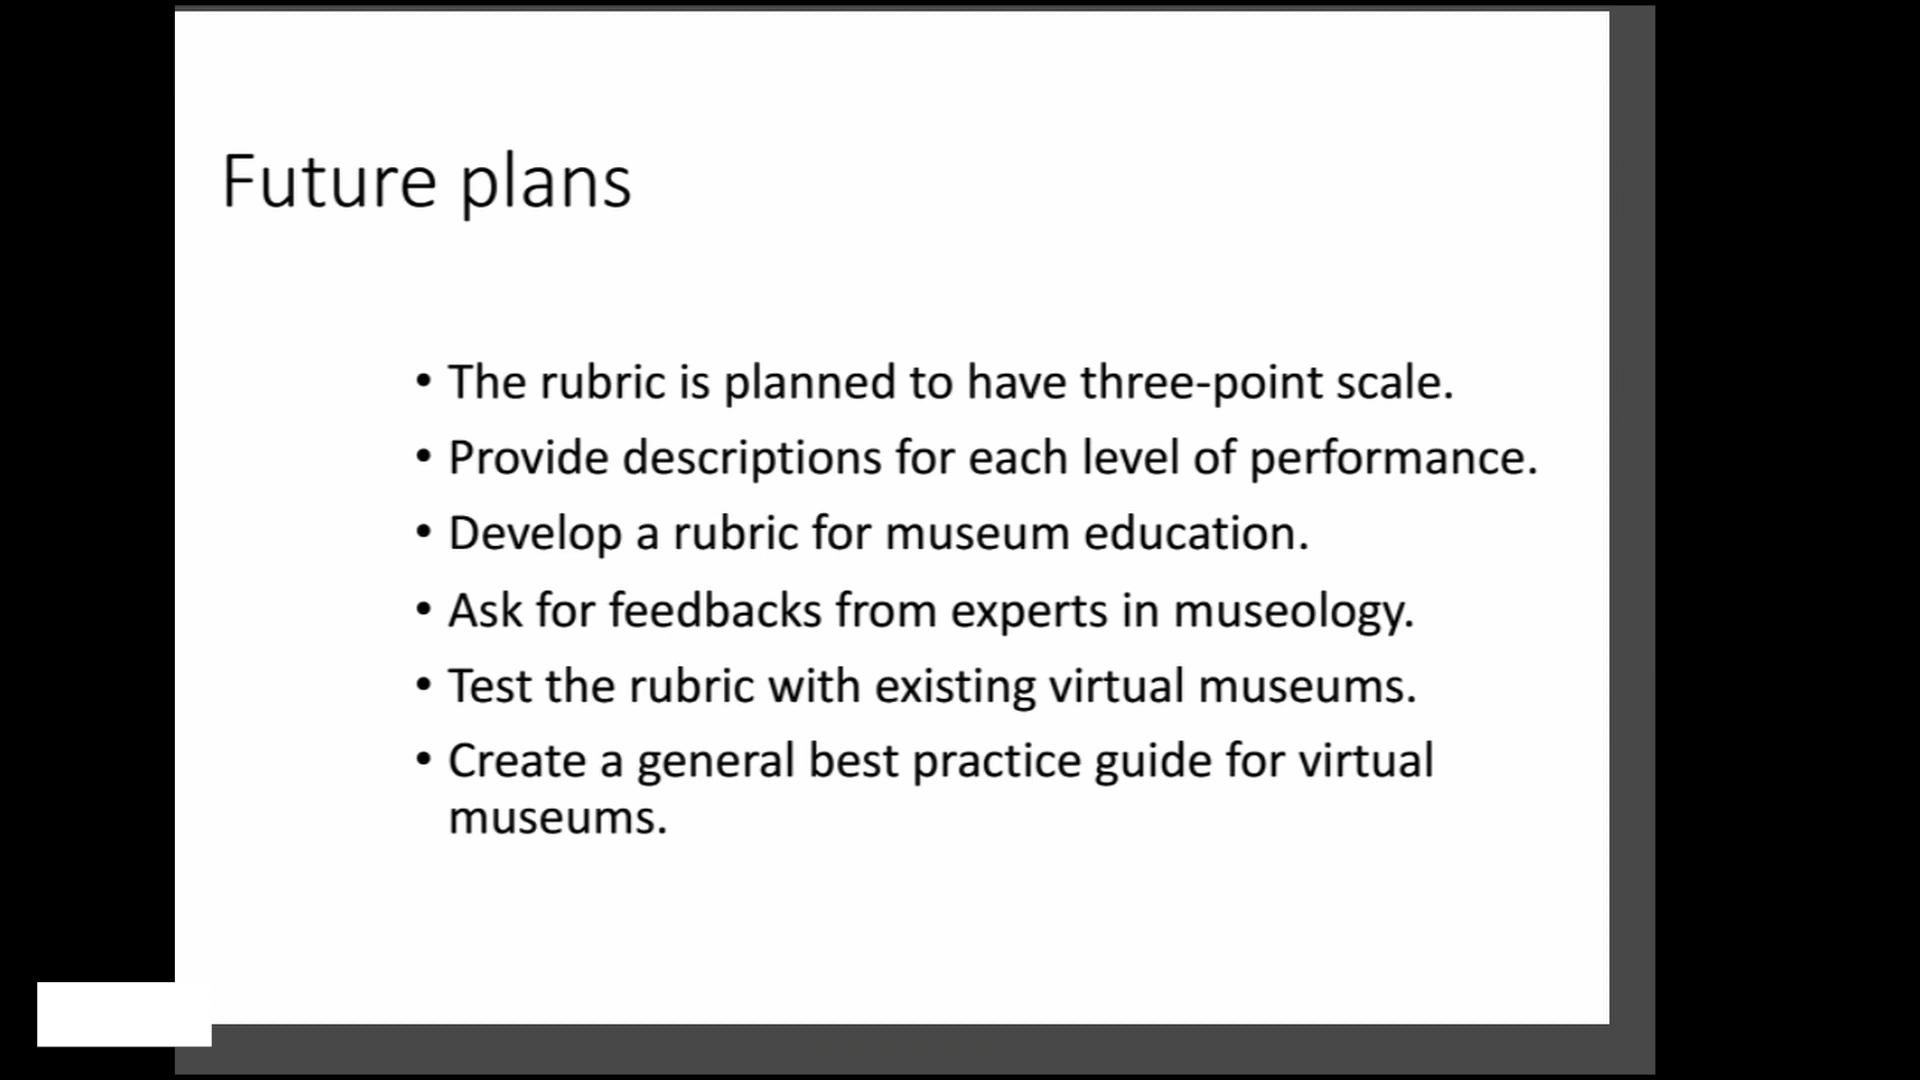 Future plans
• The rubric is planned to have three-point scale.
• Provide descriptions for each level of performance.
• Develop a rubric for museum education.
• Ask for feedbacks from experts in museology.
• Test the rubric with existing virtual museums.
• Create a general best practice guide for virtual
museums.